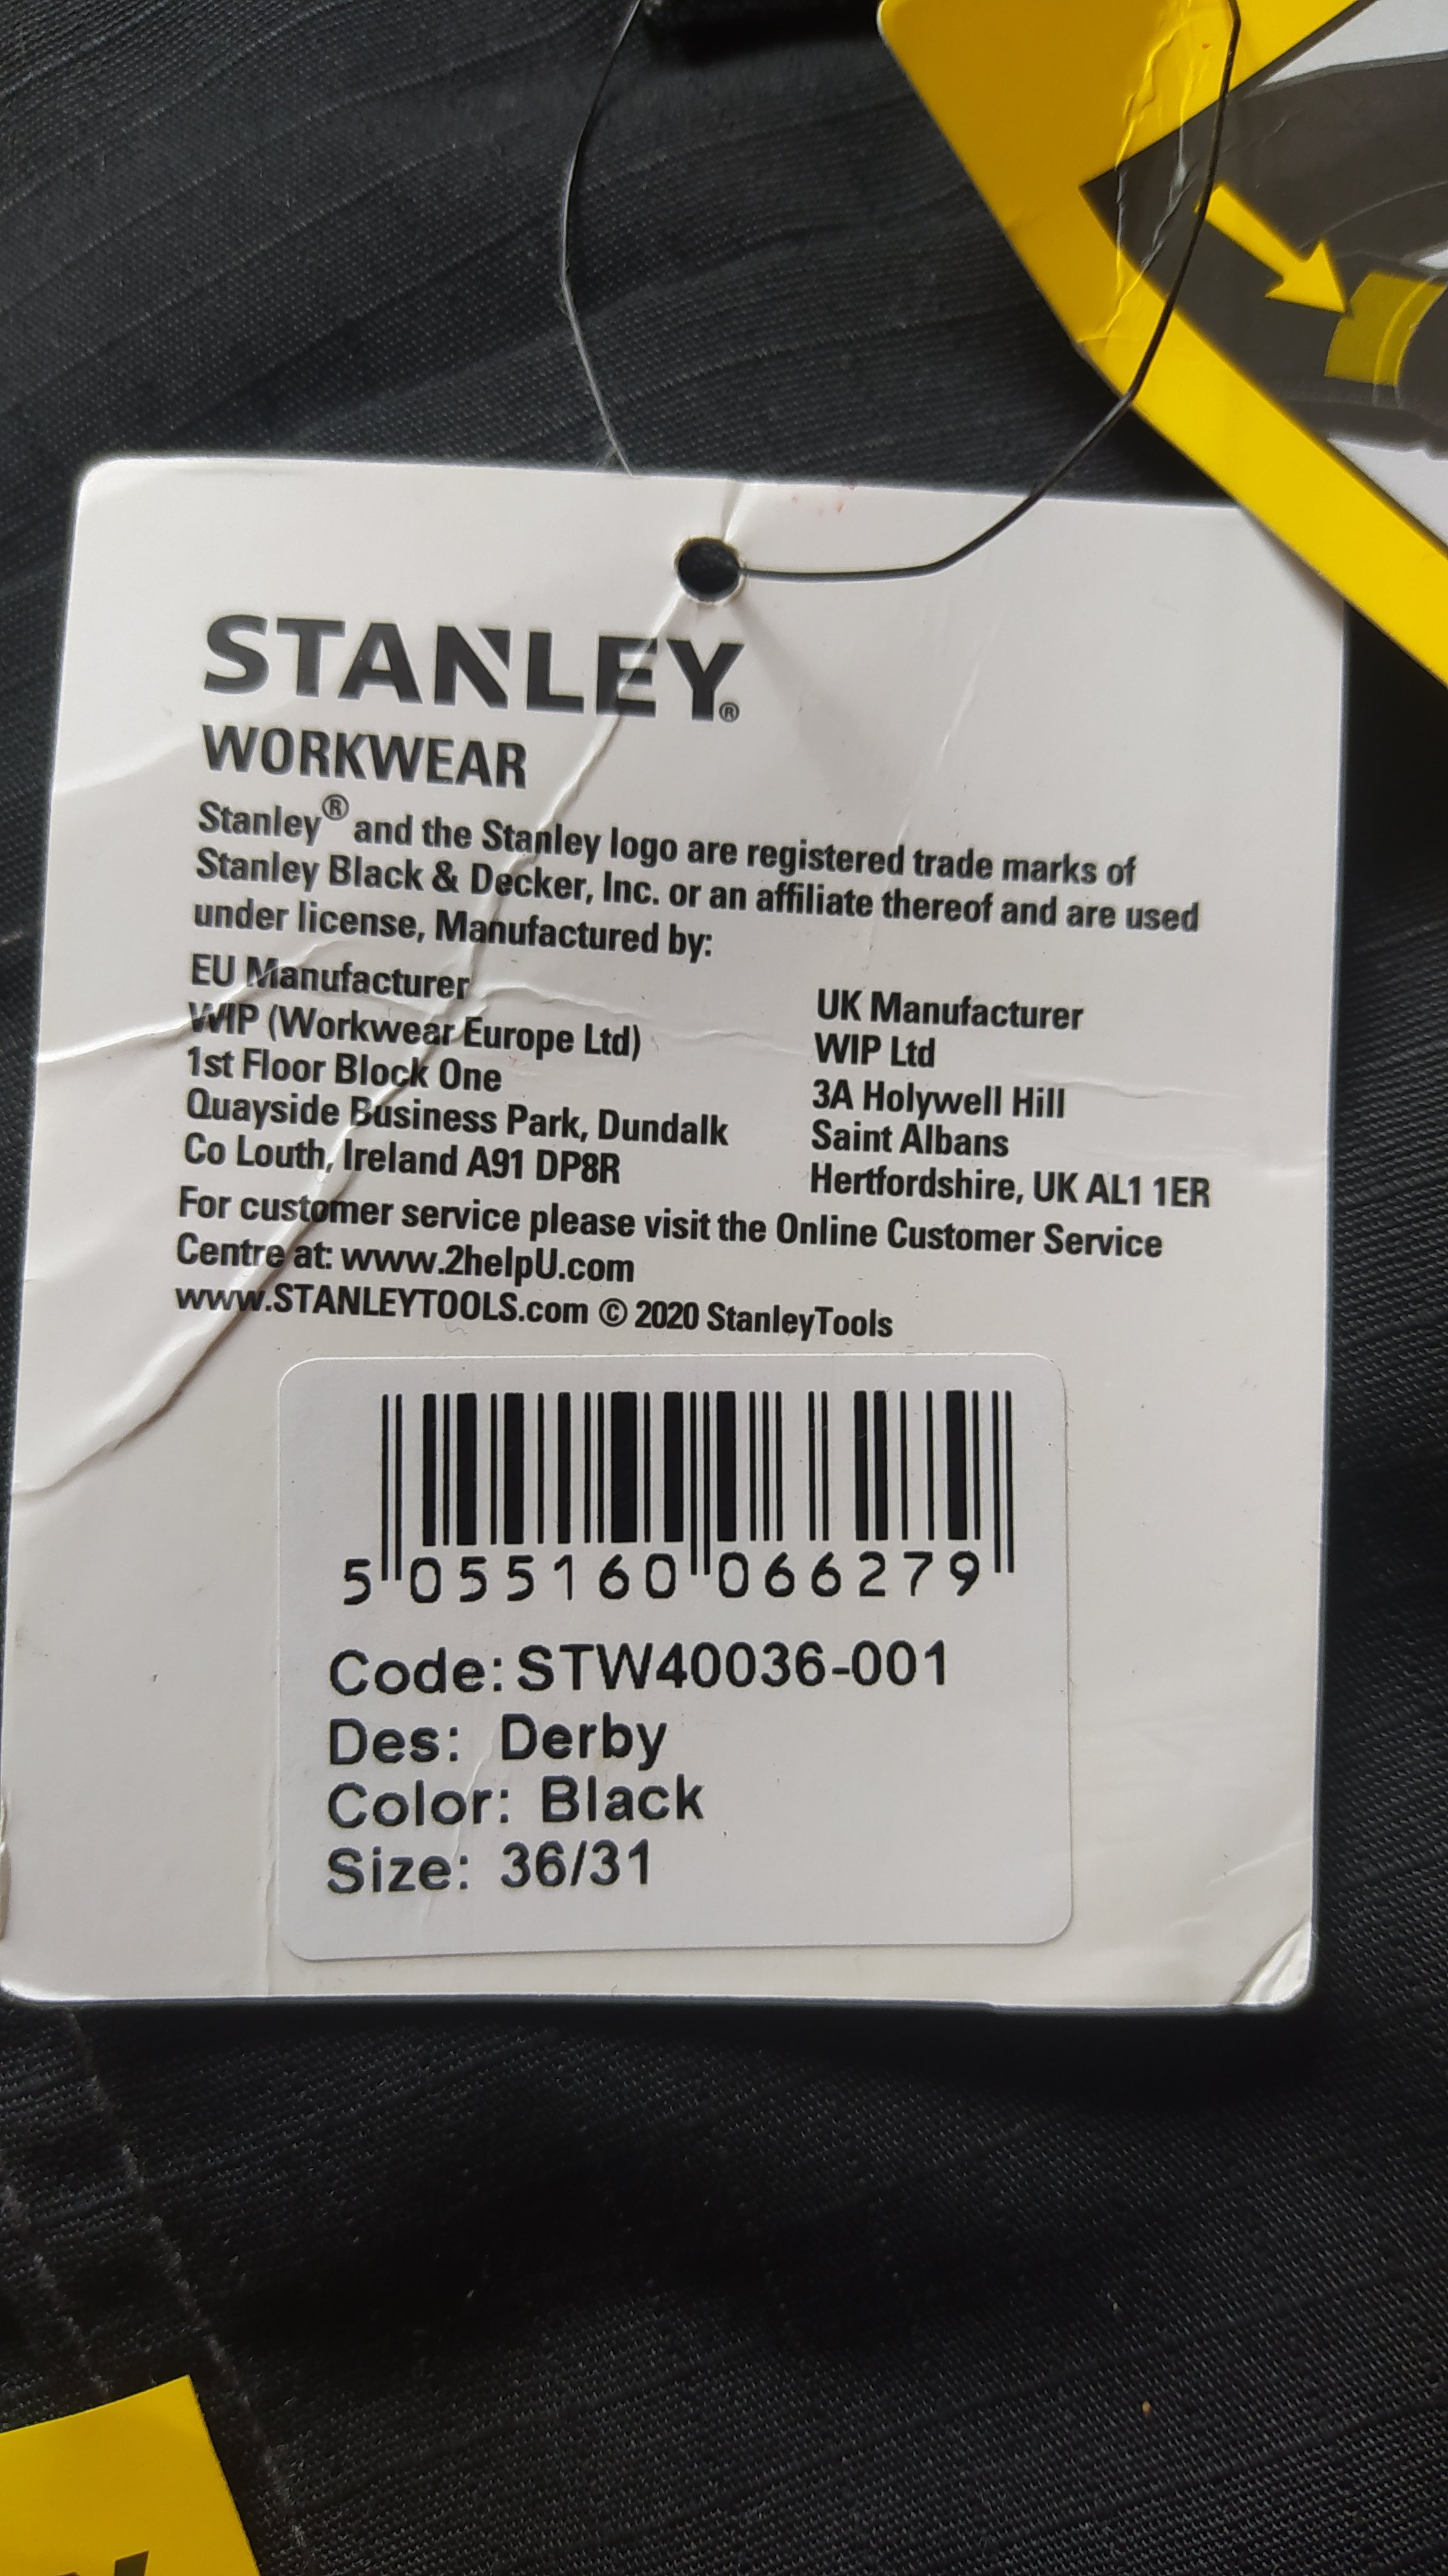 STANLEY®
WORKWEAR
Stanley® and the Stanley logo are registered trade marks of
Stanley Black & Decker, Inc. or an affiliate thereof and are used
under license, Manufactured by:
EU Manufacturer
WIP (Workwear Europe Ltd)
1st Floor Block One
Quayside Business Park, Dundalk
Co Louth, Ireland A91 DP8R
UK Manufacturer
WIP Ltd
3A Holywell Hill
Saint Albans
Hertfordshire, UK AL1 1ER
For customer service please visit the Online Customer Service
Centre at: www.2helpU.com
www.STANLEYTOOLS.com © 2020 StanleyTools
5 055160 066279
Code: STW40036-001
Des: Derby
Color: Black
Size: 36/31